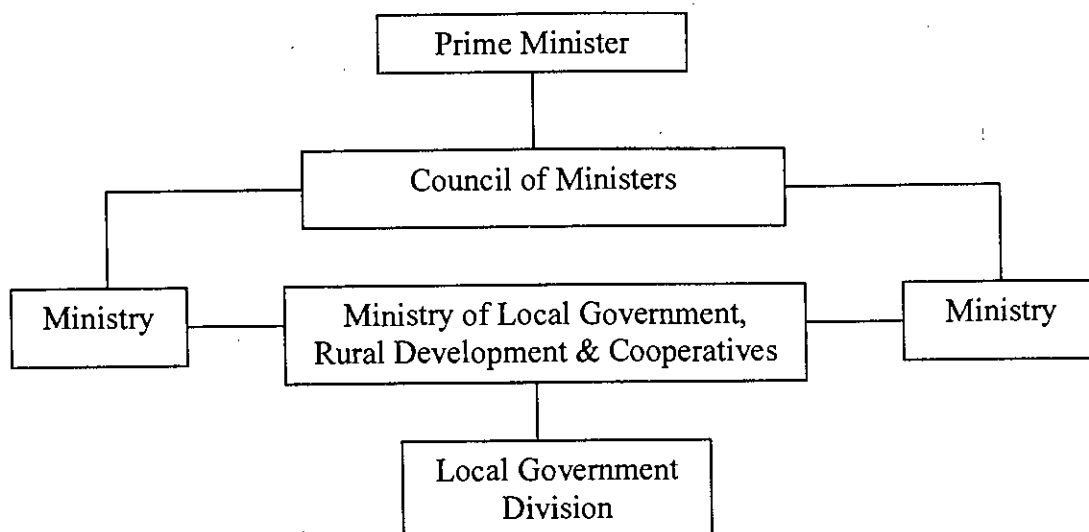 Prime Minister
Council of Ministers
Ministry
Ministry of Local Government,
Rural Development & Cooperatives
Ministry
Local Government
Division